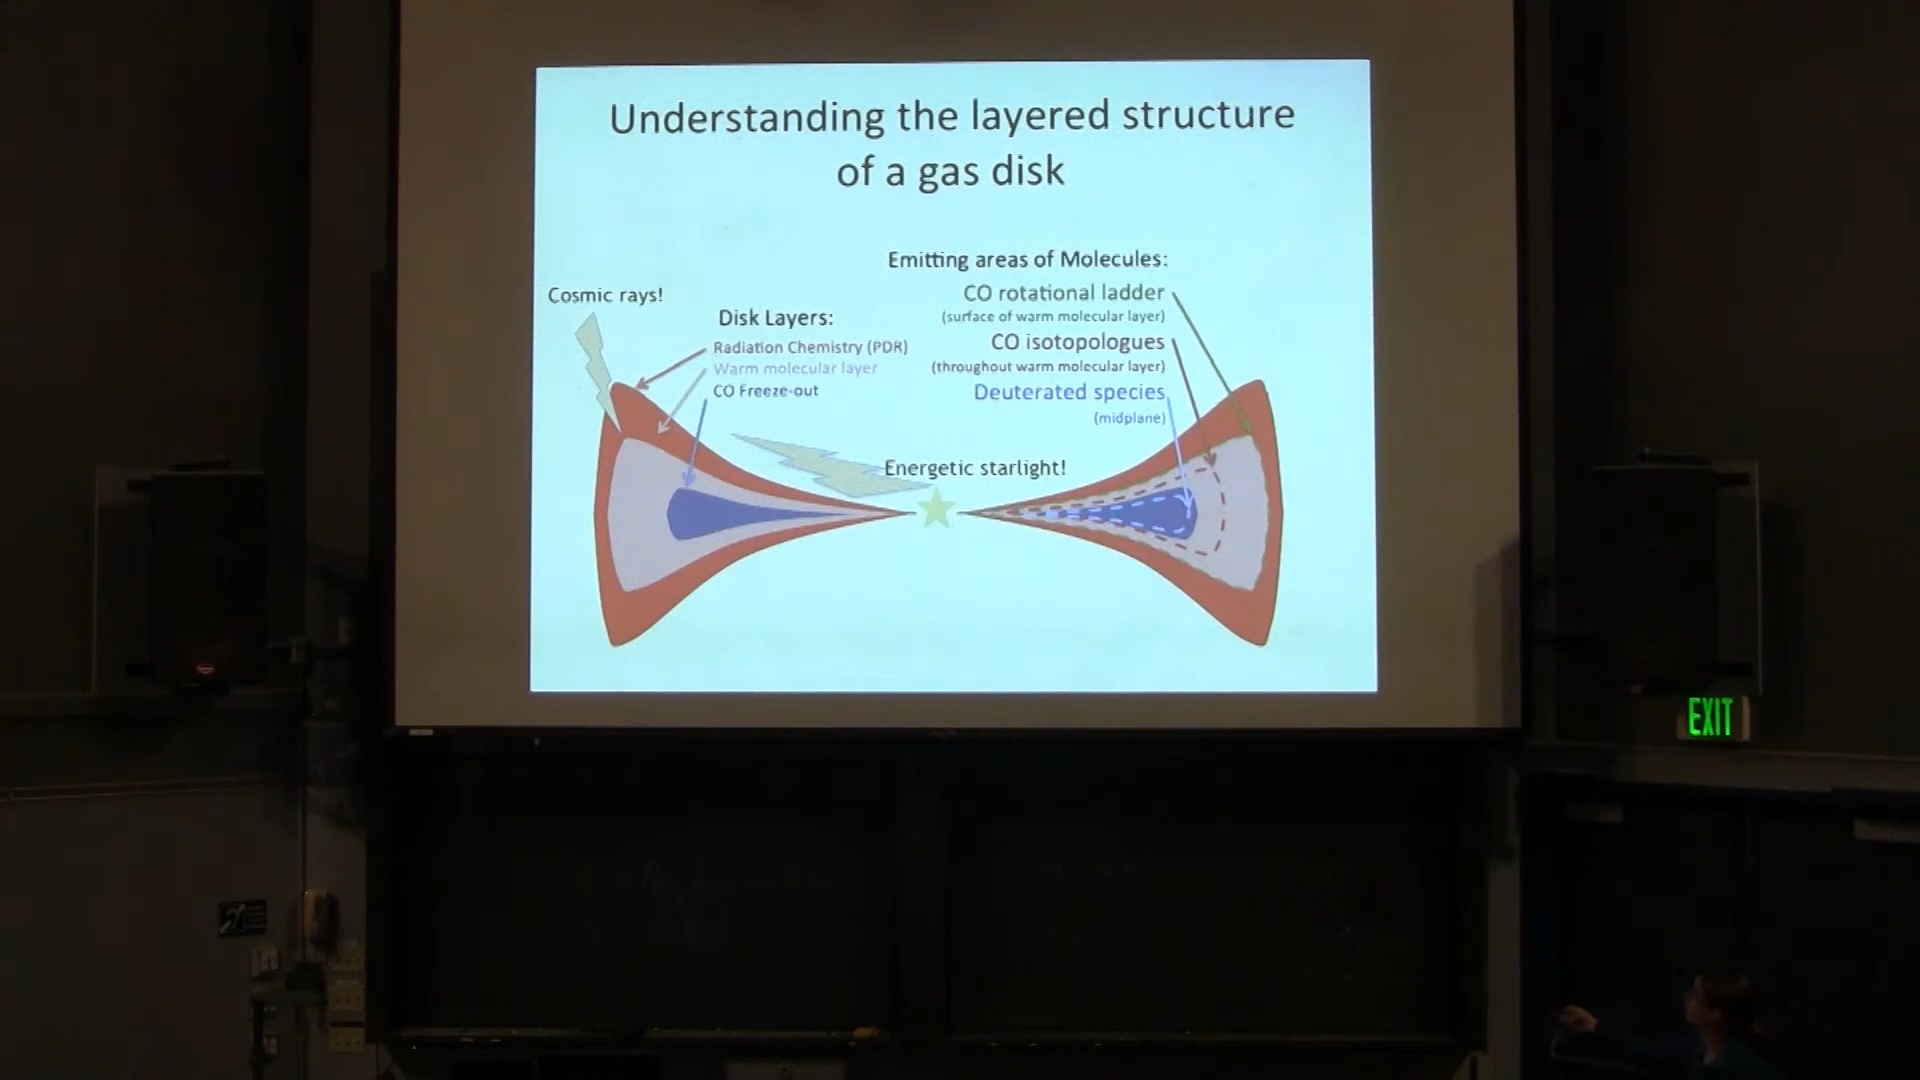 Understanding the layered structure
of a gas disk
Cosmic rays!
Disk Layers:
Radiation Chemistry (PDR)
Warm molecular layer
CO Freeze-out
Emitting areas of Molecules:
CO rotational ladder
(surface of warm molecular layer)
CO isotopologues
(throughout warm molecular layer)
Deuterated species
(midplane)
Energetic starlight!
EXIT